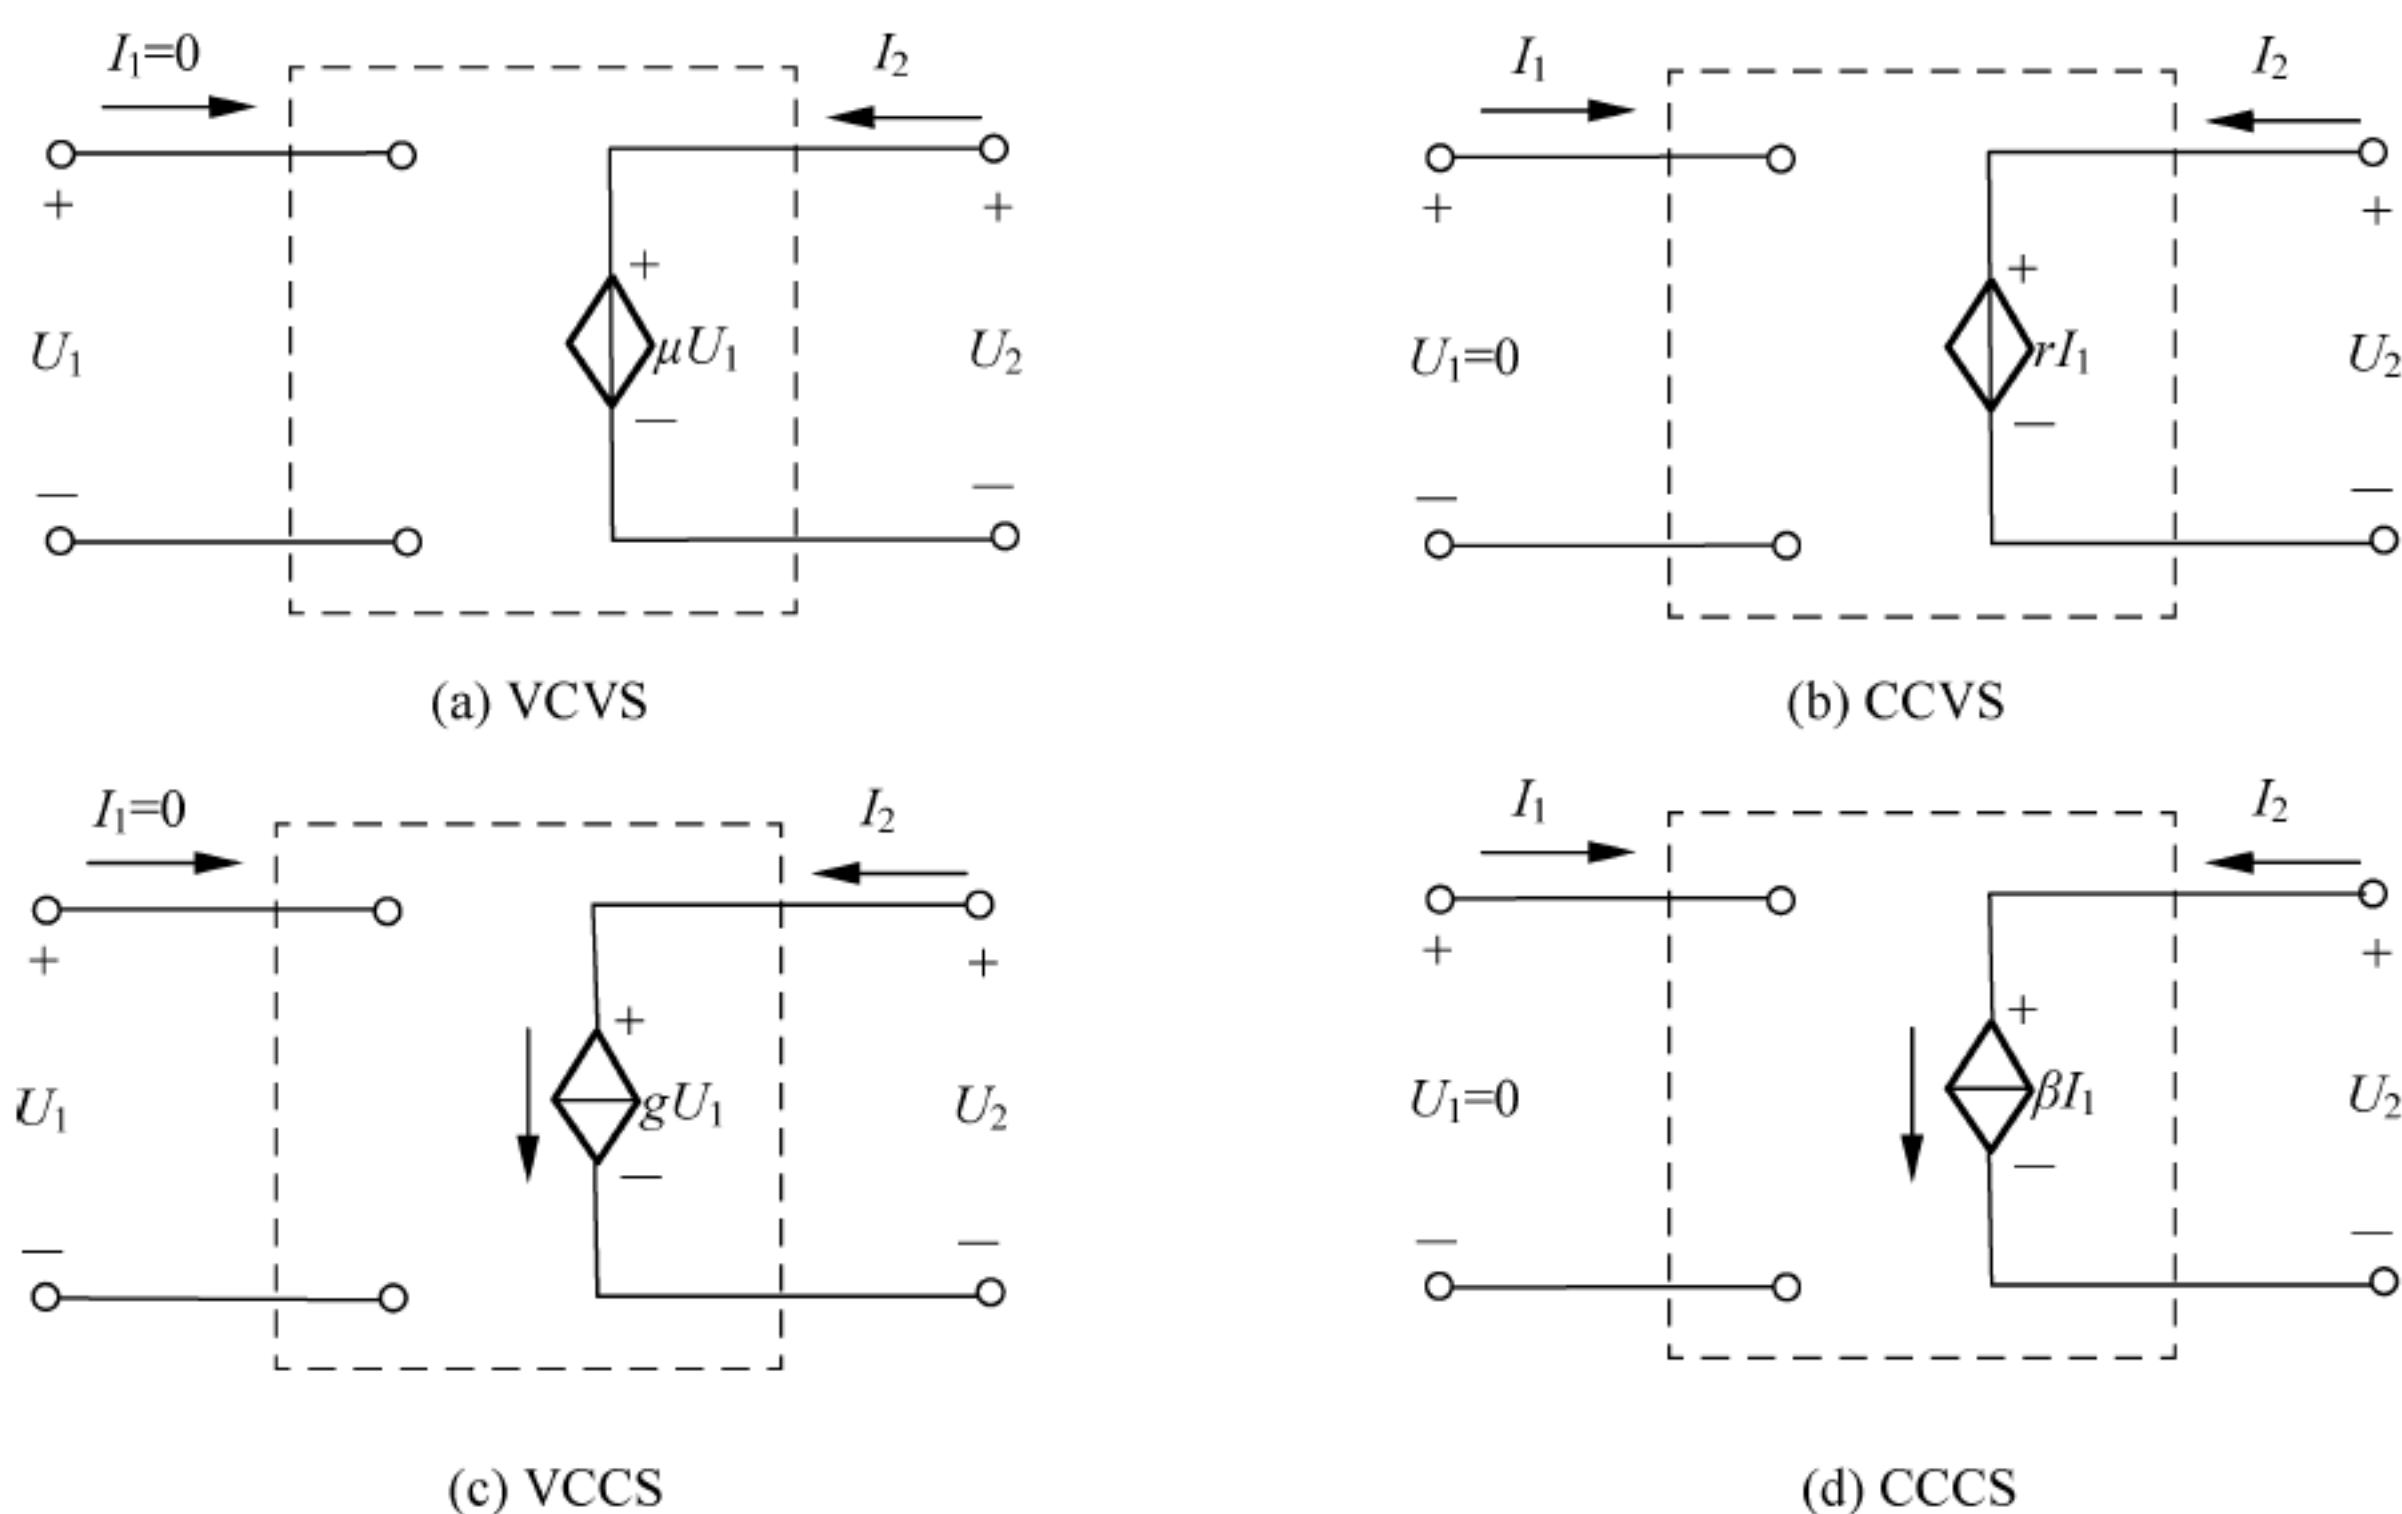 I₁=0
I₂
+
+
+
U₁
μU₁
U₂
—
—
—
(a) VCVS
I₁
I₂
+
+
+
U₁=0
rI₁
U₂
—
—
—
(b) CCVS
I₁=0
I₂
+
+
+
U₁
gU₁
U₂
—
—
—
(c) VCCS
I₁
I₂
+
+
+
U₁=0
βI₁
U₂
—
—
—
(d) CCCS